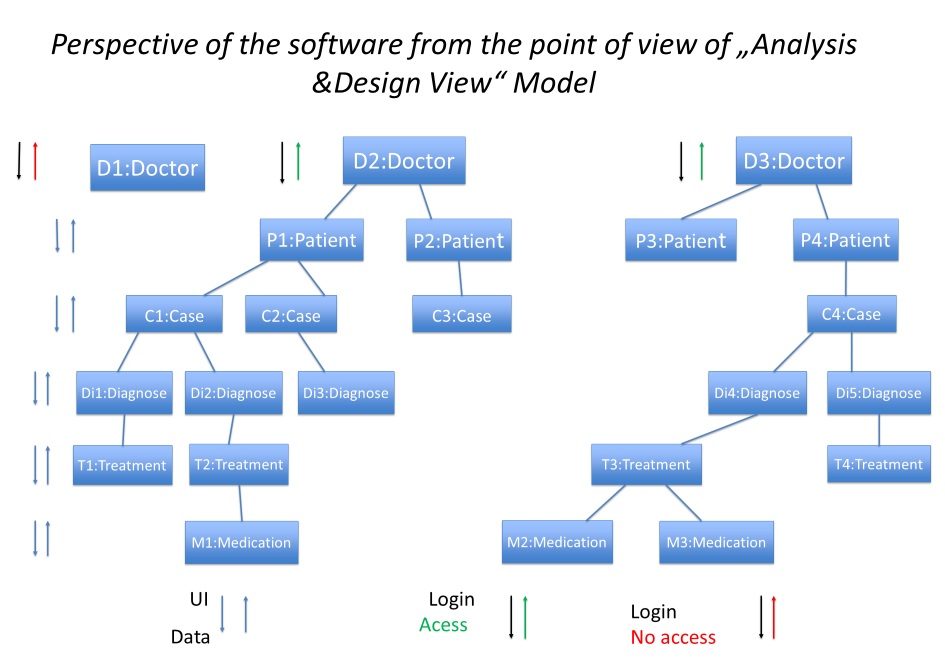 Perspective of the software from the point of view of „Analysis
&Design View“ Model
D1:Doctor
D2:Doctor
D3:Doctor
P1:Patient
P2:Patient
P3:Patient
P4:Patient
C1:Case
C2:Case
C3:Case
C4:Case
Di1:Diagnose
Di2:Diagnose
Di3:Diagnose
Di4:Diagnose
Di5:Diagnose
T1:Treatment
T2:Treatment
T3:Treatment
T4:Treatment
M1:Medication
M2:Medication
M3:Medication
UI
Data
Login
Acess
Login
No access